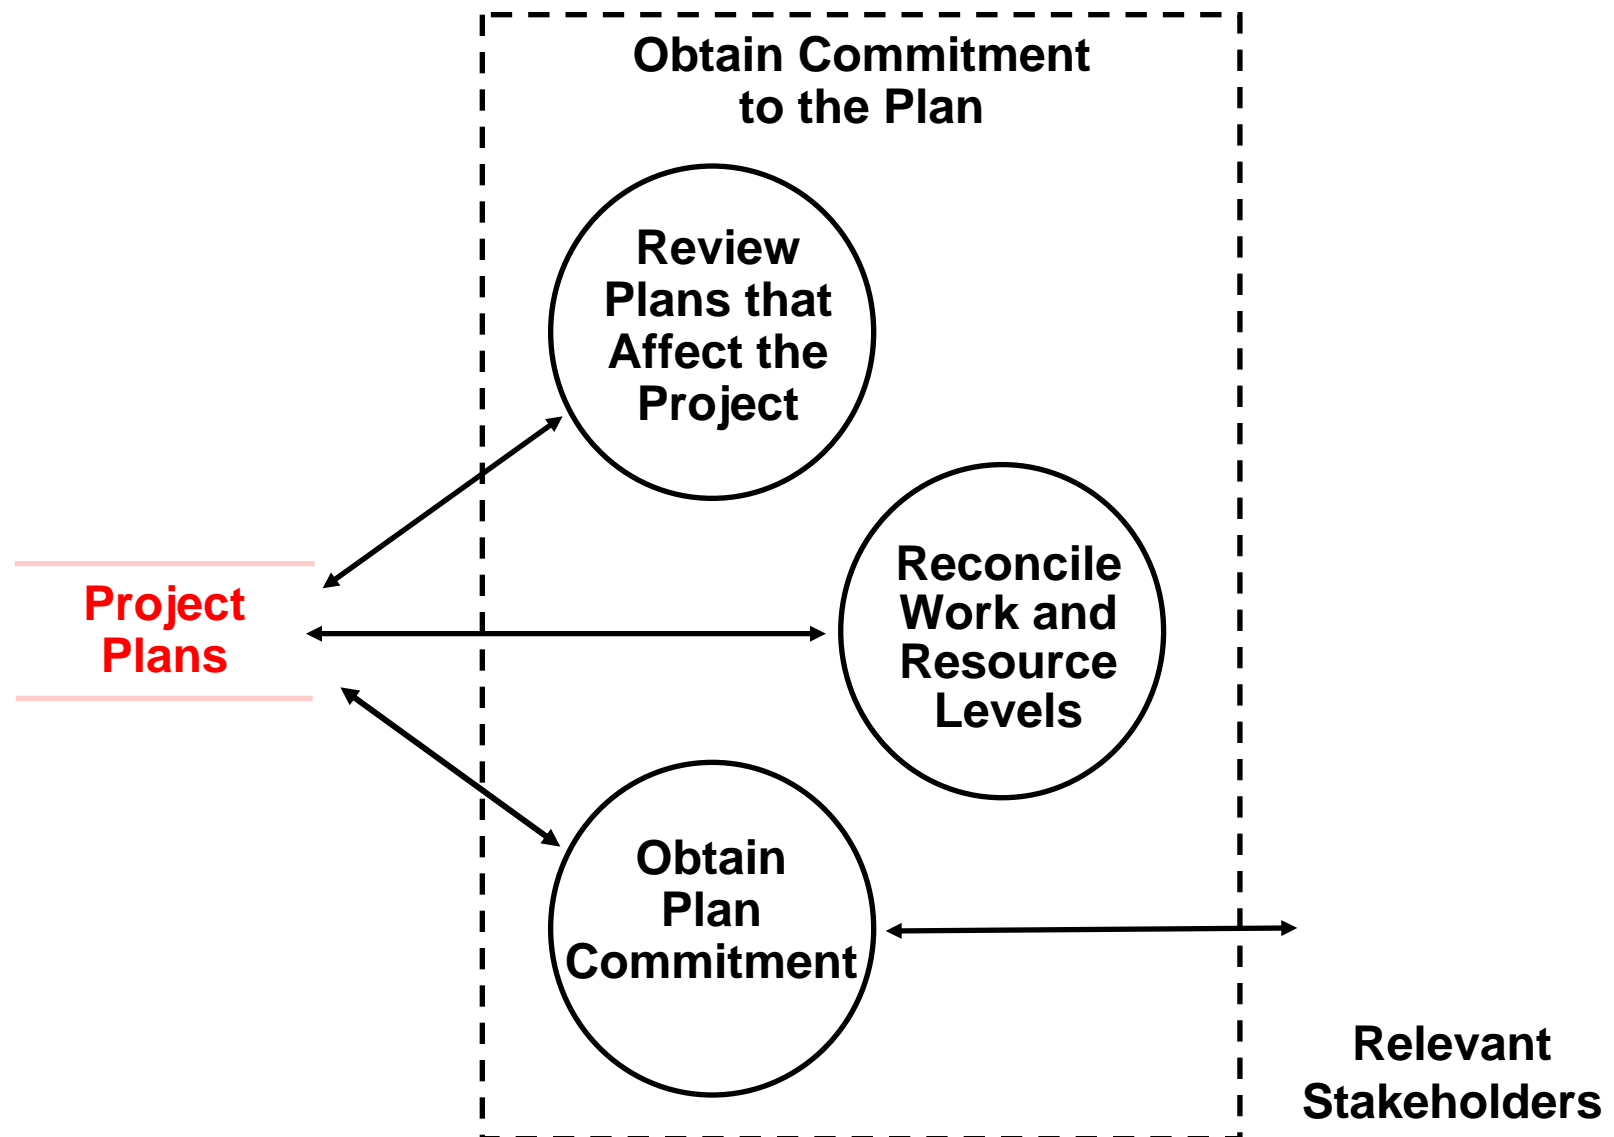 Obtain Commitment
to the Plan
Review
Plans that
Affect the
Project
Project
Plans
Reconcile
Work and
Resource
Levels
Obtain
Plan
Commitment
Relevant
Stakeholders